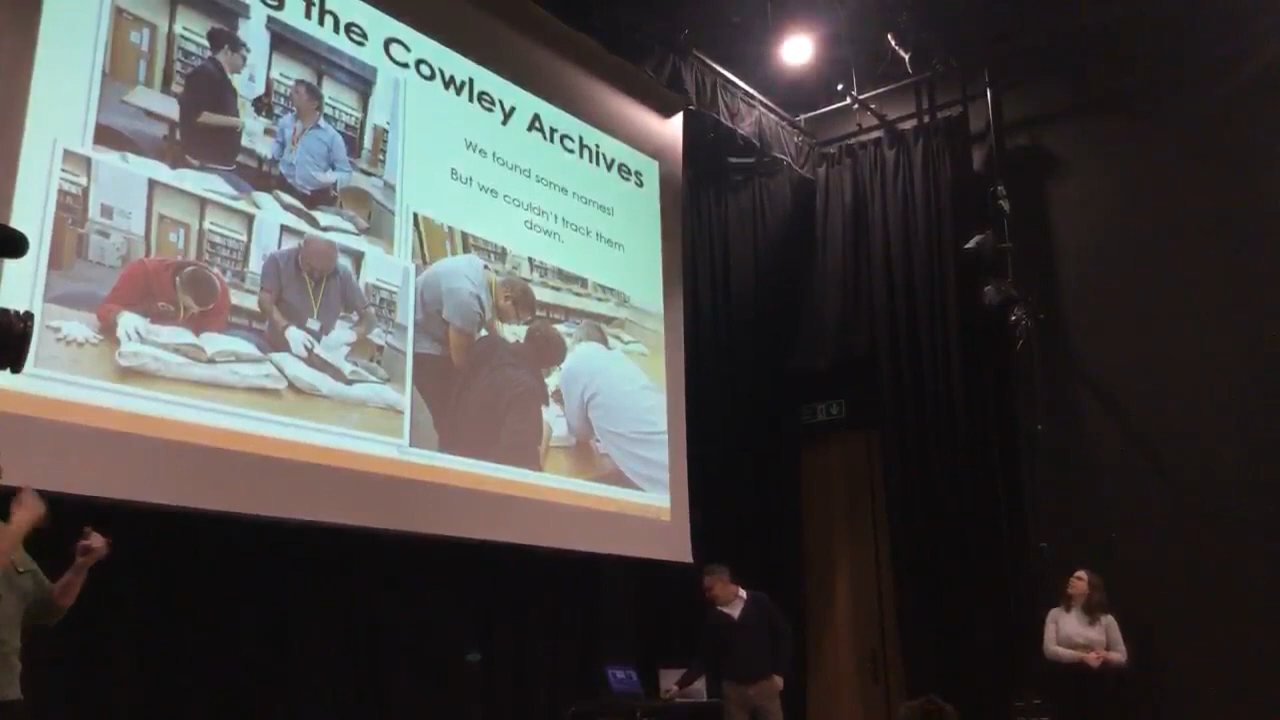 the Cowley Archives
We found some names!
But we couldn't track them
down.